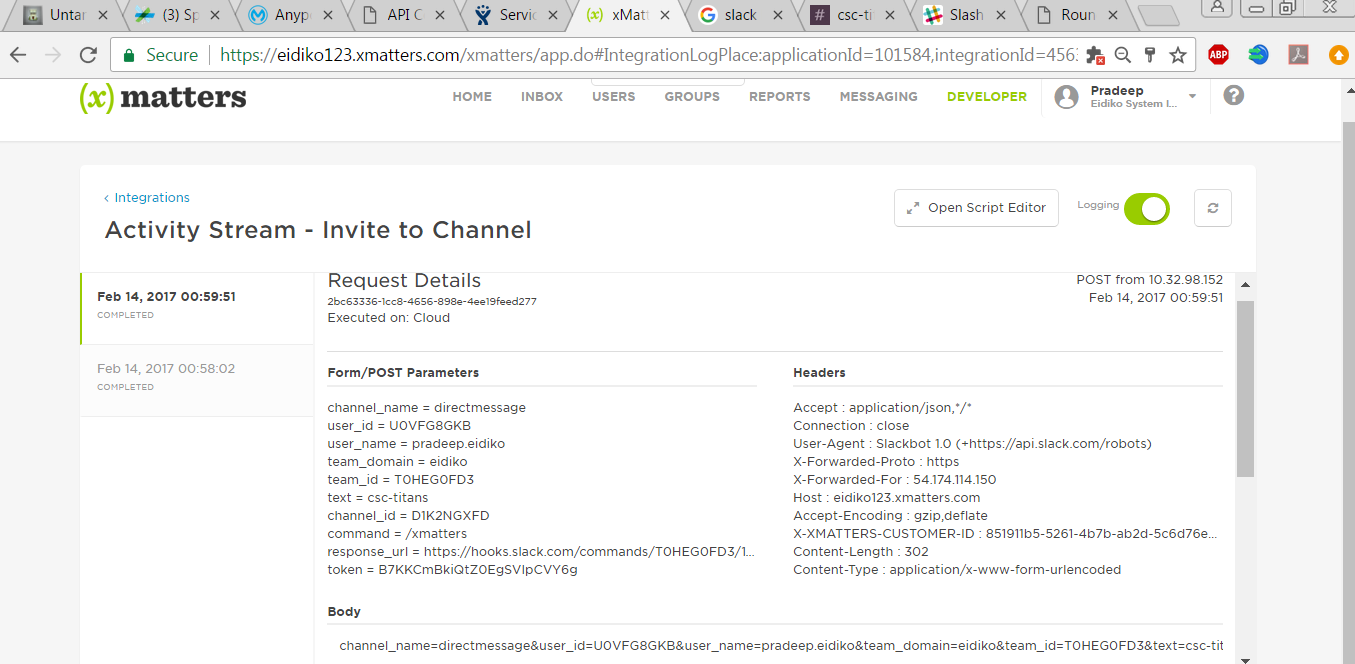 Untar
(3) Sp
Anyp
API C
Servic
xMatt
slack
csc-ti
Slash
Roun
Secure
https://eidiko123.xmatters.com/xmatters/app.do#IntegrationLogPlace:applicationId=101584,integrationId=4563
ABP
(x) matters
HOME
INBOX
USERS
GROUPS
REPORTS
MESSAGING
DEVELOPER
Pradeep
Eidiko System I...
?
‹ Integrations
Activity Stream - Invite to Channel
Open Script Editor
Logging
Feb 14, 2017 00:59:51
COMPLETED
Feb 14, 2017 00:58:02
COMPLETED
Request Details
2bc63336-1cc8-4656-898e-4ee19feed277
Executed on: Cloud
POST from 10.32.98.152
Feb 14, 2017 00:59:51
Form/POST Parameters
channel_name = directmessage
user_id = U0VFG8GKB
user_name = pradeep.eidiko
team_domain = eidiko
team_id = T0HEG0FD3
text = csc-titans
channel_id = D1K2NGXFD
command = /xmatters
response_url = https://hooks.slack.com/commands/T0HEG0FD3/1...
token = B7KKCmBkiQtZ0EgSVIpCVY6g
Headers
Accept : application/json,*/*
Connection : close
User-Agent : Slackbot 1.0 (+https://api.slack.com/robots)
X-Forwarded-Proto : https
X-Forwarded-For : 54.174.114.150
Host : eidiko123.xmatters.com
Accept-Encoding : gzip,deflate
X-XMATTERS-CUSTOMER-ID : 851911b5-5261-4b7b-ab2d-5c6d76e...
Content-Length : 302
Content-Type : application/x-www-form-urlencoded
Body
channel_name=directmessage&user_id=U0VFG8GKB&user_name=pradeep.eidiko&team_domain=eidiko&team_id=T0HEG0FD3&text=csc-tit